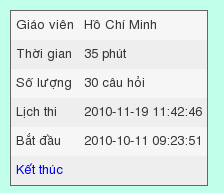 Giáo viên Hồ Chí Minh
Thời gian 35 phút
Số lượng 30 câu hỏi
Lịch thi 2010-11-19 11:42:46
Bắt đầu 2010-10-11 09:23:51
Kết thúc